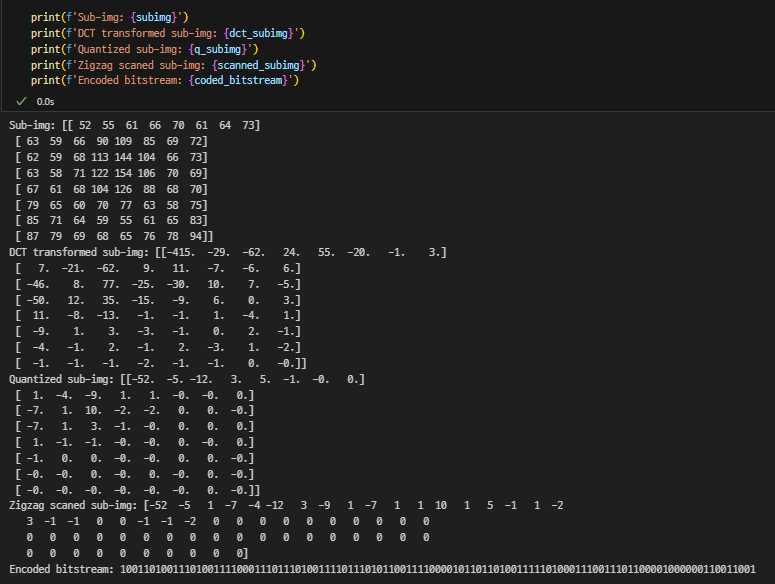 print(f'Sub-img: {subimg}')
print(f'DCT transformed sub-img: {dct_subimg}')
print(f'Quantized sub-img: {q_subimg}')
print(f'Zigzag scaned sub-img: {scanned_subimg}')
print(f'Encoded bitstream: {coded_bitstream}')
✓ 0.0s
Sub-img: [[ 52 55 61 66 70 61 64 73]
[ 63 59 66 90 109 85 69 72]
[ 62 59 68 113 144 104 66 73]
[ 63 58 71 122 154 106 70 69]
[ 67 61 68 104 126 88 68 70]
[ 79 65 60 70 77 63 58 75]
[ 85 71 64 59 55 61 65 83]
[ 87 79 69 68 65 76 78 94]]
DCT transformed sub-img: [[-415. -29. -62. 24. 55. -20. -1. 3.]
[ 7. -21. -62. 9. 11. -7. -6. 6.]
[ -46. 8. 77. -25. -30. 10. 7. -5.]
[ -50. 12. 35. -15. -9. 6. 0. 3.]
[ 11. -8. -13. -1. -1. 1. -4. 1.]
[ -9. 1. 3. -3. -1. 0. 2. -1.]
[ -4. -1. 2. -1. 2. -3. 1. -2.]
[ -1. -1. -1. -2. -1. -1. 0. -0.]]
Quantized sub-img: [[-52. -5. -12. 3. 5. -1. -0. 0.]
[ 1. -4. -9. 1. 1. -0. -0. 0.]
[ -7. 1. 10. -2. -2. 0. 0. -0.]
[ -7. 1. 3. -1. -0. 0. 0. 0.]
[ 1. -1. -1. -0. -0. 0. -0. 0.]
[ -1. 0. 0. -0. -0. 0. 0. -0.]
[ -0. -0. 0. -0. 0. -0. 0. -0.]
[ -0. -0. -0. -0. -0. -0. 0. -0.]]
Zigzag scaned sub-img: [-52 -5 1 -7 -4 -12 3 -9 1 -7 1 1 10 1 5 -1 1 -2
3 -1 -1 0 0 -1 -1 -2 0 0 0 0 0 0 0 0 0 0
0 0 0 0 0 0 0 0 0 0 0 0 0 0 0 0 0 0
0 0 0 0 0 0 0 0 0 0]
Encoded bitstream: 1001101001110100111100011101110100111101110101100111100001011011010011111010001110011101100001000000110011001